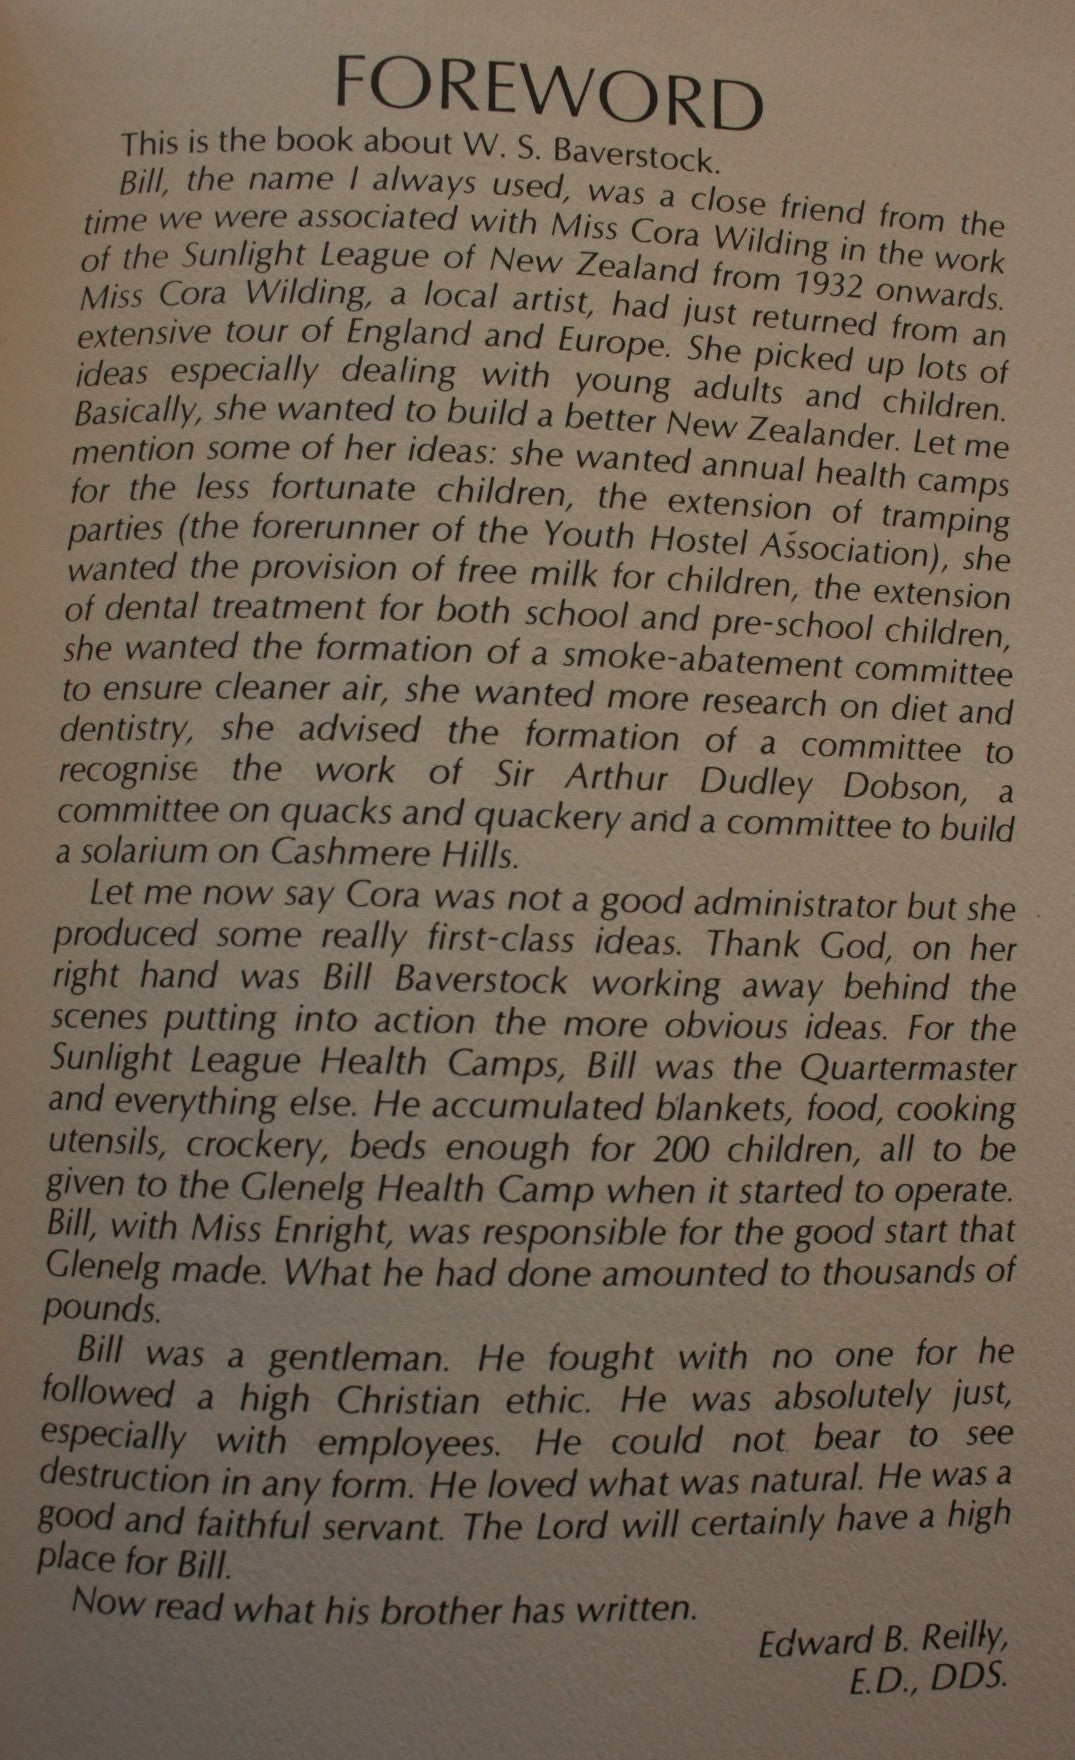 FOREWORD
This is the book about W. S. Baverstock.
Bill, the name I always used, was a close friend from the
time we were associated with Miss Cora Wilding in the work
of the Sunlight League of New Zealand from 1932 onwards.
Miss Cora Wilding, a local artist, had just returned from an
extensive tour of England and Europe. She picked up lots of
ideas especially dealing with young adults and children.
Basically, she wanted to build a better New Zealander. Let me
mention some of her ideas: she wanted annual health camps
for the less fortunate children, the extension of tramping
parties (the forerunner of the Youth Hostel Association), she
wanted the provision of free milk for children, the extension
of dental treatment for both school and pre-school children,
she wanted the formation of a smoke-abatement committee
to ensure cleaner air, she wanted more research on diet and
dentistry, she advised the formation of a committee to
recognise the work of Sir Arthur Dudley Dobson, a
committee on quacks and quackery and a committee to build
a solarium on Cashmere Hills.
Let me now say Cora was not a good administrator but she
produced some really first-class ideas. Thank God, on her
right hand was Bill Baverstock working away behind the
scenes putting into action the more obvious ideas. For the
Sunlight League Health Camps, Bill was the Quartermaster
and everything else. He accumulated blankets, food, cooking
utensils, crockery, beds enough for 200 children, all to be
given to the Glenelg Health Camp when it started to operate.
Bill, with Miss Enright, was responsible for the good start that
Glenelg made. What he had done amounted to thousands of
pounds.
Bill was a gentleman. He fought with no one for he
followed a high Christian ethic. He was absolutely just,
especially with employees. He could not bear to see
destruction in any form. He loved what was natural. He was a
good and faithful servant. The Lord will certainly have a high
place for Bill.
Now read what his brother has written.
Edward B. Reilly,
E.D., DDS.